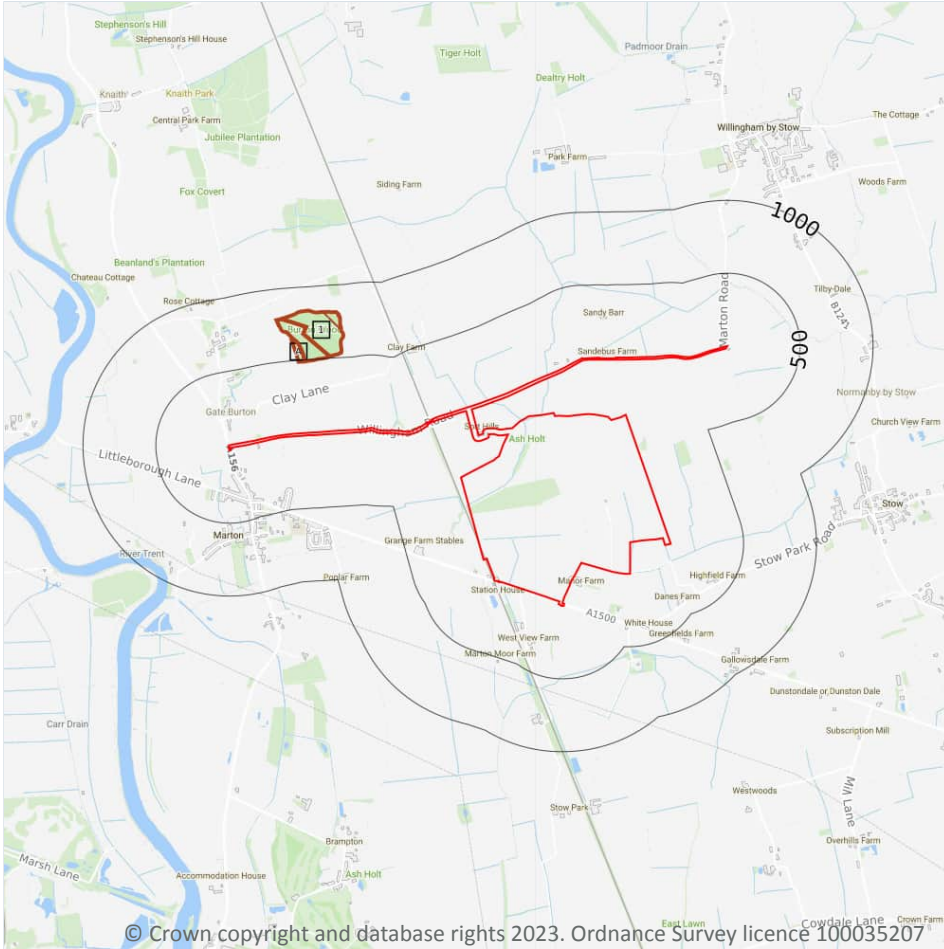 Stephenson's Hill
Stephenson's Hill House
Tiger Holt
Padmoor Drain
Dealtry Holt
Knaith
Knaith Park
Central Park Farm
Jubilee Plantation
The Cottage
Willingham by Stow
Park Farm
Siding Farm
Woods Farm
Fox Covert
1000
Beanland's Plantation
Chateau Cottage
Rose Cottage
Tilby Dale
B1241
Marton Road
Sandy Barr
1
Clay Farm
Sandebus Farm
500
Clay Lane
Normanby by Stow
Gate Burton
Willingham Road
Ash Holt
Church View Farm
Littleborough Lane
156
Stow
Marton
Grange Farm Stables
Stow Park Road
River Trent
Poplar Farm
Station House
Manor Farm
Highfield Farm
Danes Farm
A1500
White House
West View Farm
Greenfields Farm
Marton Moor Farm
Gallowsdale Farm
Dunstondale or Dunston Dale
Carr Drain
Subscription Mill
Westwoods
Mill Lane
Stow Park
Brampton
Overhills Farm
Marsh Lane
Accommodation House
Ash Holt
East Lawn
Cowdale Lane
Crown Farm
© Crown copyright and database rights 2023. Ordnance Survey licence 100035207